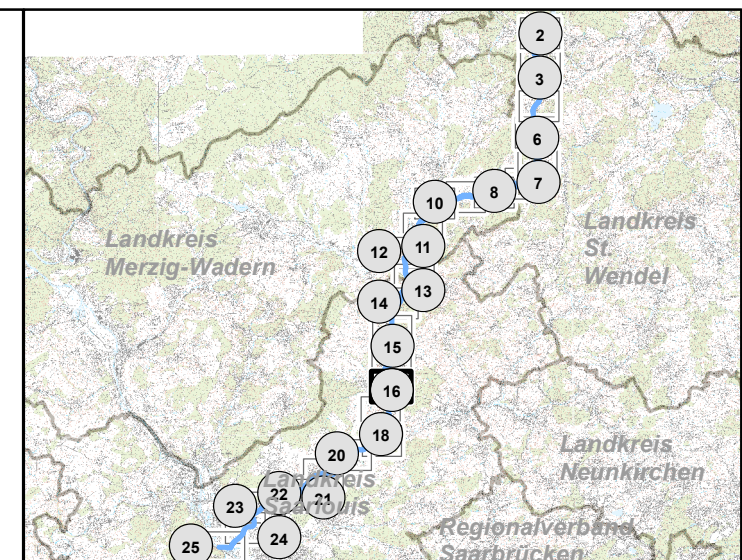 2
3
6
7
8
10
Landkreis
St.
Wendel
Landkreis
Merzig-Wadern
11
12
13
14
15
16
18
Landkreis
Neunkirchen
20
Landkreis
Saarlouis
22
21
23
24
25
Regionalverband
Saarbrücken